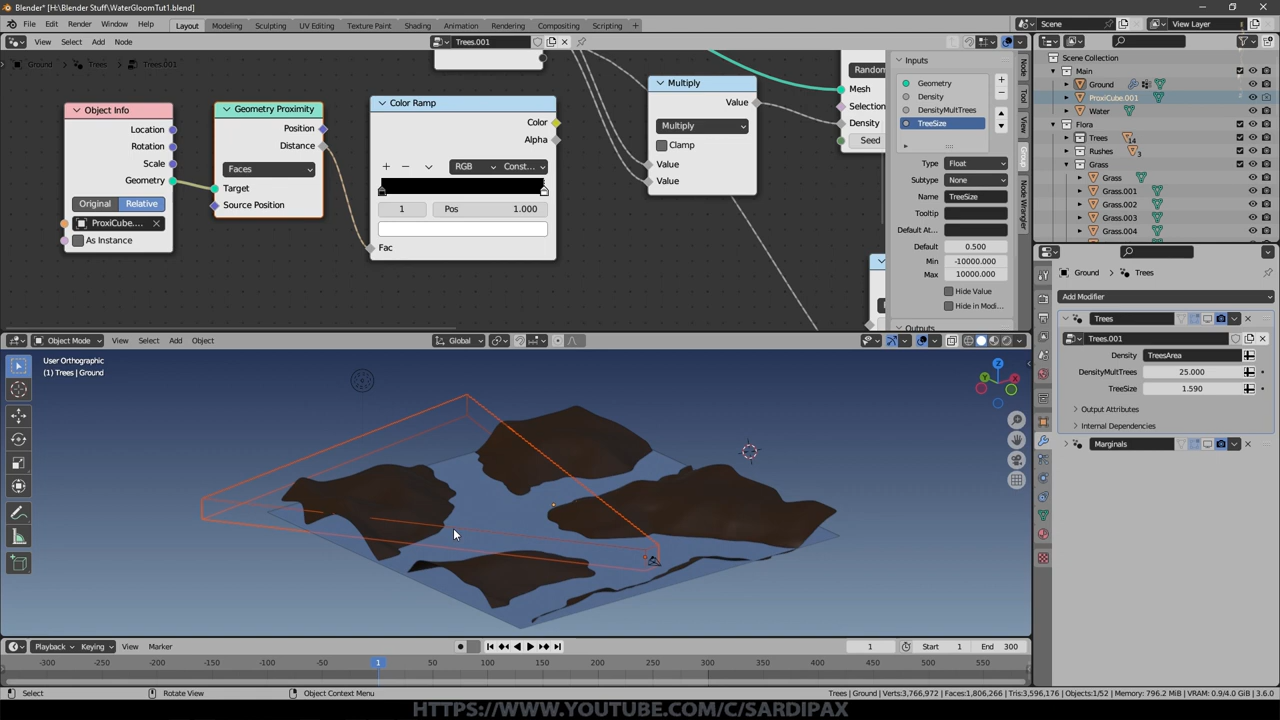 Blender* [H:\Blender Stuff\WaterGloomTut1.blend]
File Edit Render Window Help Layout Modeling Sculpting UV Editing Texture Paint Shading Animation Rendering Compositing Scripting Scene View Layer
View Select Add Node Trees.001
Ground Trees Trees.001
Object Info
Location
Rotation
Scale
Geometry
Original Relative
ProxiCube....
As Instance
Geometry Proximity
Position
Distance
Faces
Target
Source Position
Color Ramp
Color
Alpha
RGB Const...
1 Pos 1.000
Fac
Multiply
Value
Multiply
Clamp
Value
Value
Random
Mesh
Selection
Density
Seed
Inputs
Geometry
Density
DensityMultTrees
TreeSize
Type Float
Subtype None
Name TreeSize
Tooltip
Default At...
Default 0.500
Min -10000.000
Max 10000.000
Hide Value
Hide in Modi...
Outputs
Node
Tool
View
Group
Node Wrangler
Scene Collection
Main
Ground
ProxiCube.001
Water
Flora
Trees 14
Rushes 3
Grass
Grass
Grass.001
Grass.002
Grass.003
Grass.004
Ground Trees
Add Modifier
Trees
Trees.001
Density TreesArea
DensityMultTrees 25.000
TreeSize 1.590
Output Attributes
Internal Dependencies
Marginals
Object Mode View Select Add Object Global
User Orthographic
(1) Trees | Ground
Z
Y
X
Playback Keying View Marker 1 Start 1 End 300
-300 -250 -200 -150 -100 -50 1 50 100 150 200 250 300 350 400 450 500 550
Select Rotate View Object Context Menu Trees | Ground | Verts:3,766,972 | Faces:1,806,266 | Tris:3,596,176 | Objects:1/52 | Memory: 796.2 MiB | VRAM: 0.9/4.0 GiB | 3.6.0
HTTPS://WWW.YOUTUBE.COM/C/SARDIPAX